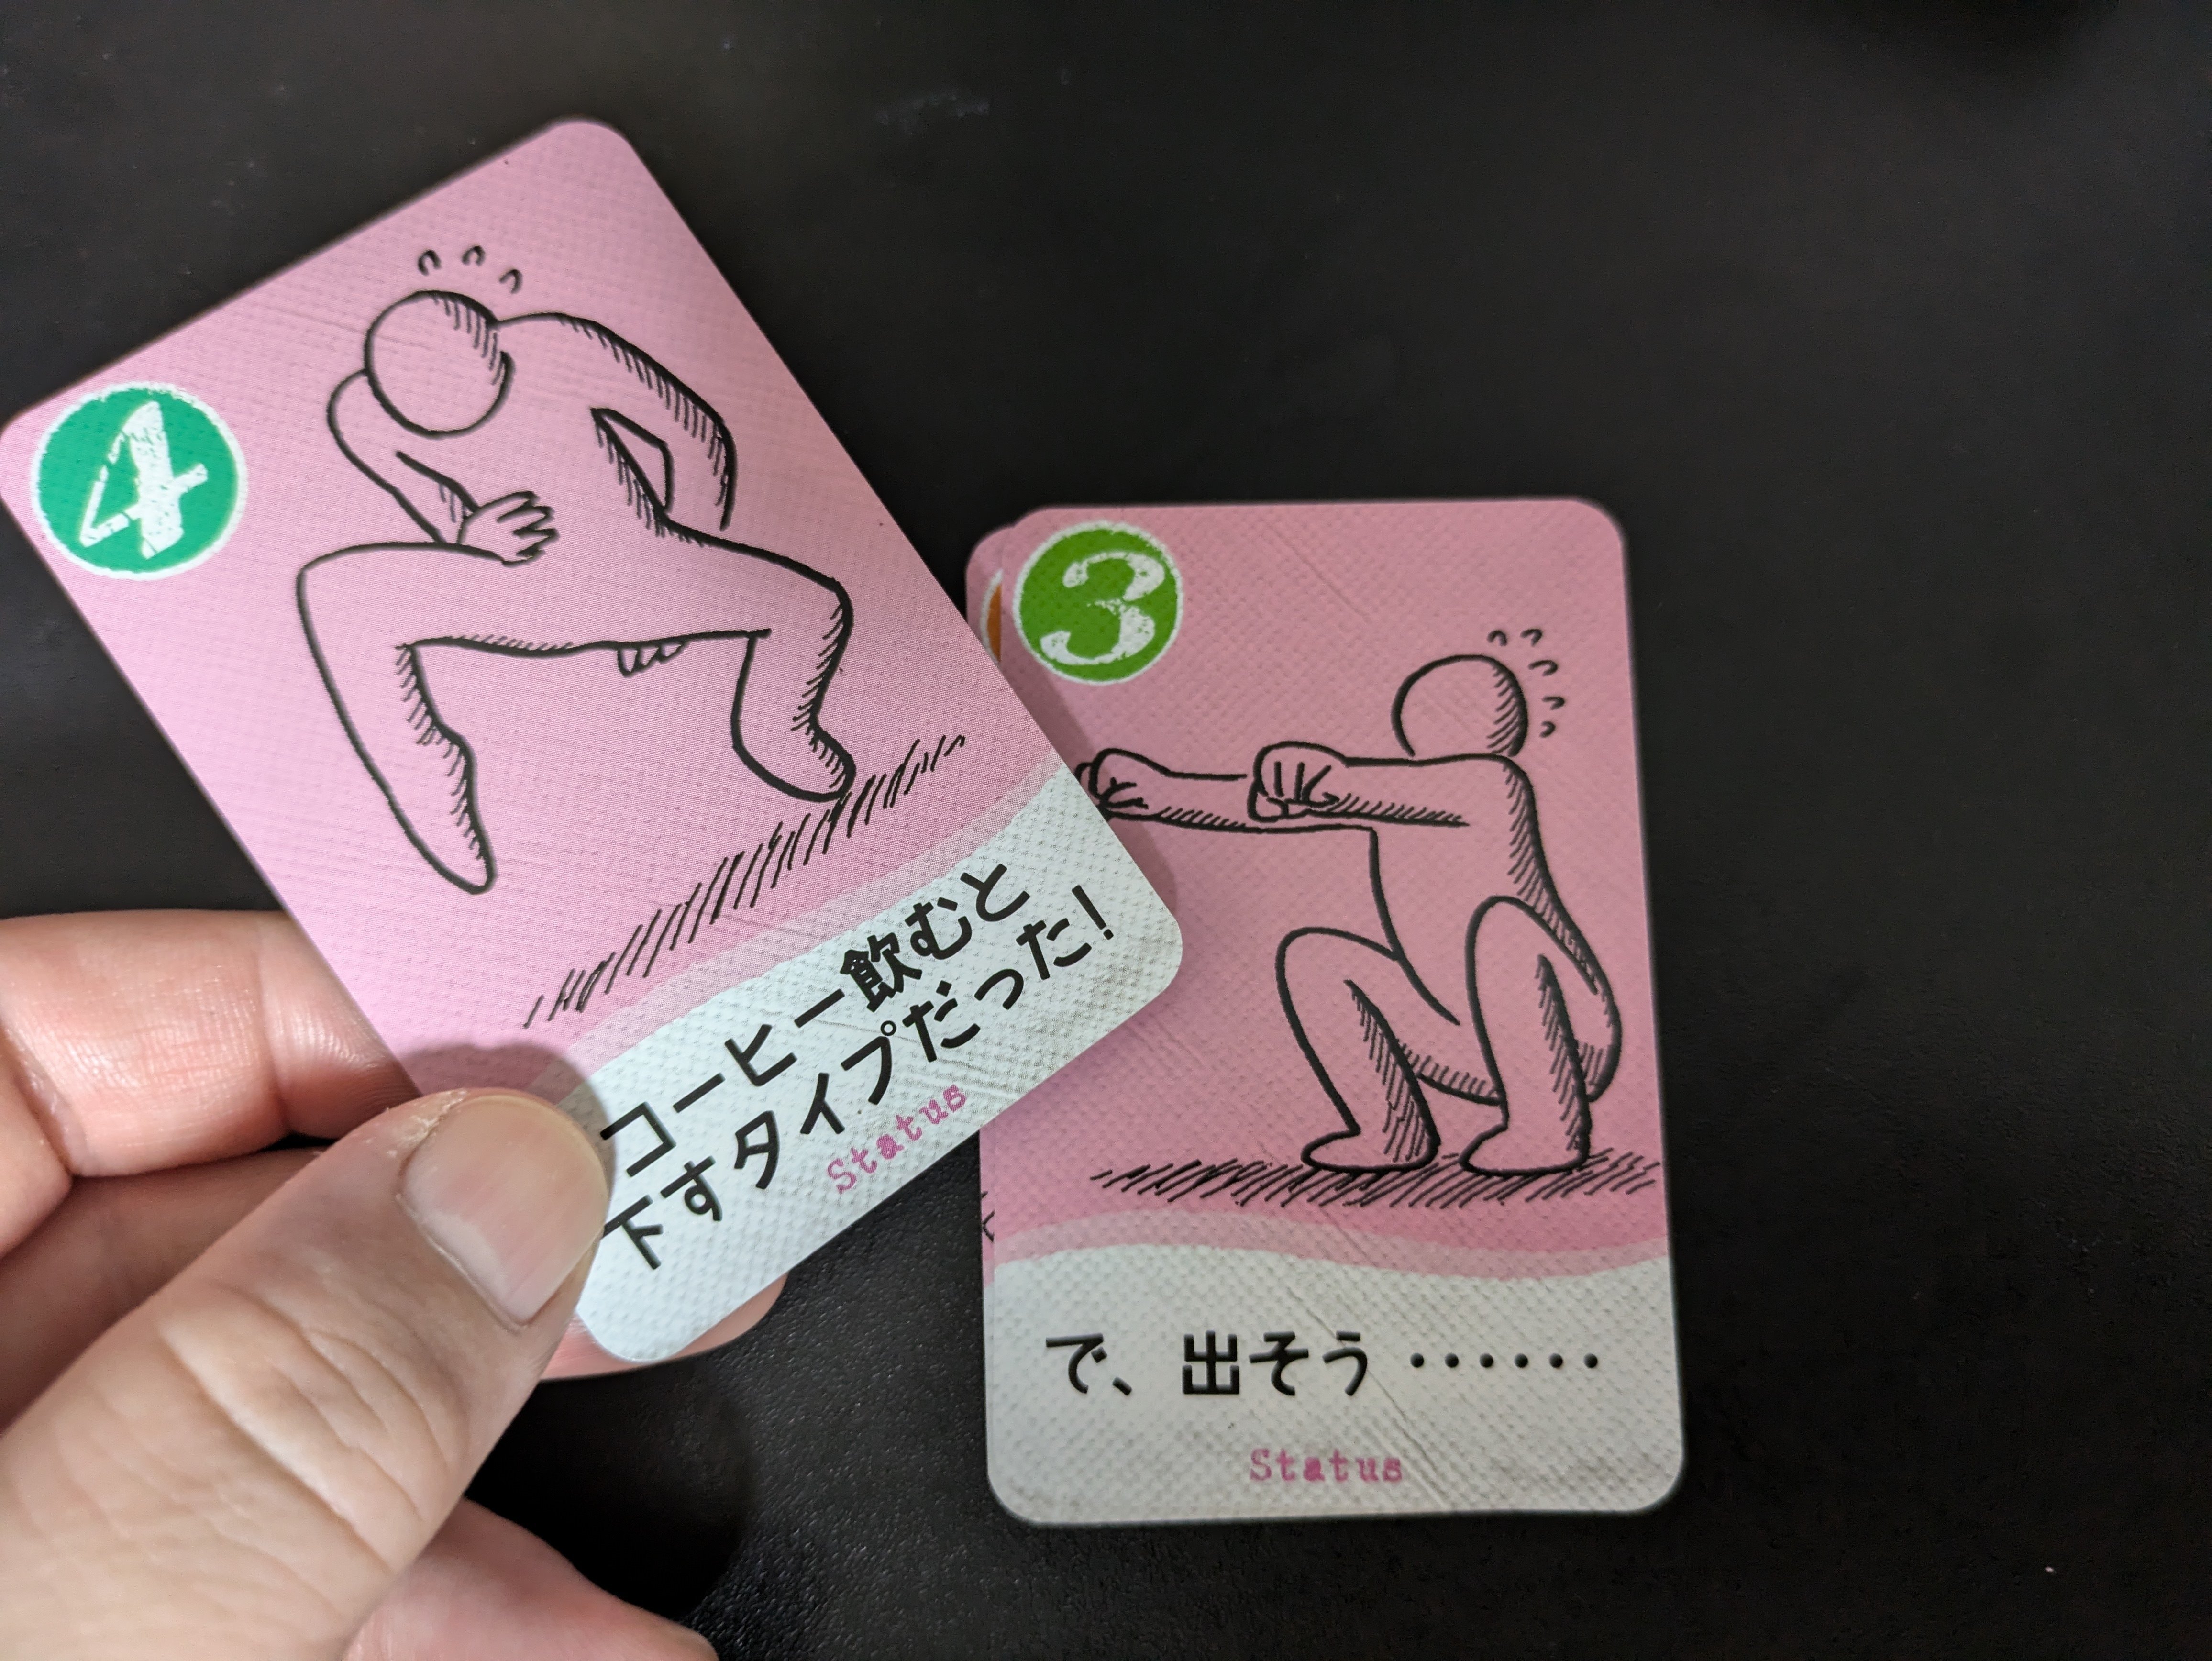 4
コーヒー飲むと
下すタイプだった!
Status
3
で、出そう ‥‥‥
Status